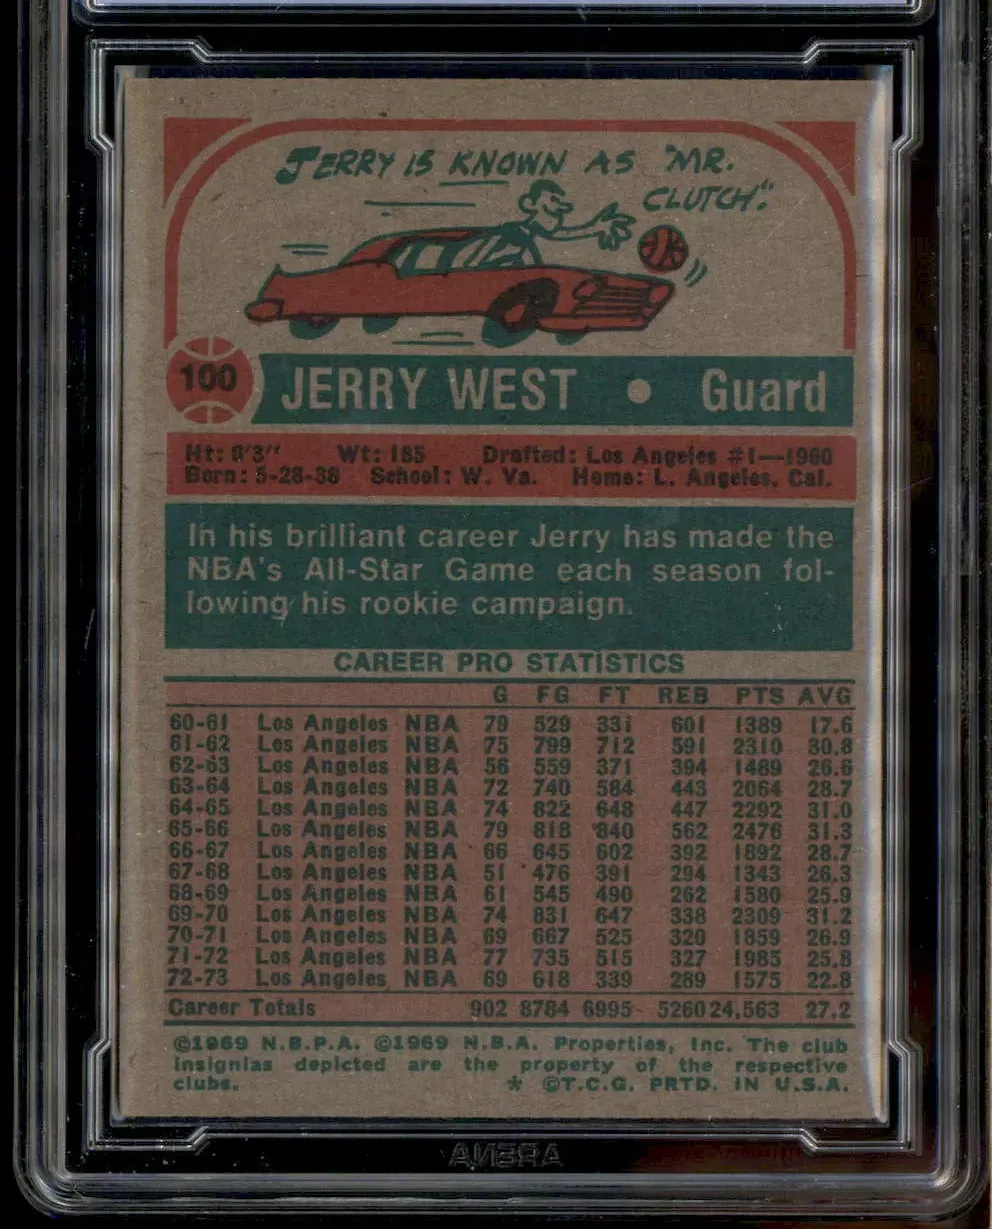 JERRY IS KNOWN AS "MR.
CLUTCH".
100 JERRY WEST • Guard
Ht: 6'3" Wt: 185 Drafted: Los Angeles #1—1960
Born: 5-28-38 School: W. Va. Home: L. Angeles, Cal.
In his brilliant career Jerry has made the
NBA's All-Star Game each season fol-
lowing his rookie campaign.
CAREER PRO STATISTICS
G FG FT REB PTS AVG
60-61 Los Angeles NBA 79 529 331 601 1389 17.6
61-62 Los Angeles NBA 75 799 712 591 2310 30.8
62-63 Los Angeles NBA 56 559 371 394 1489 26.6
63-64 Los Angeles NBA 72 740 584 443 2064 28.7
64-65 Los Angeles NBA 74 822 648 447 2292 31.0
65-66 Los Angeles NBA 79 818 840 562 2476 31.3
66-67 Los Angeles NBA 66 645 602 392 1892 28.7
67-68 Los Angeles NBA 51 476 391 294 1343 26.3
68-69 Los Angeles NBA 61 545 490 262 1580 25.9
69-70 Los Angeles NBA 74 831 647 338 2309 31.2
70-71 Los Angeles NBA 69 667 525 320 1859 26.9
71-72 Los Angeles NBA 77 735 515 327 1985 25.8
72-73 Los Angeles NBA 69 618 339 289 1575 22.8
Career Totals 902 8784 6995 5260 24,563 27.2
©1969 N.B.P.A. ©1969 N.B.A. Properties, Inc. The club
insignias depicted are the property of the respective
clubs. * ©T.C.G. PRTD. IN U.S.A.
ARENA